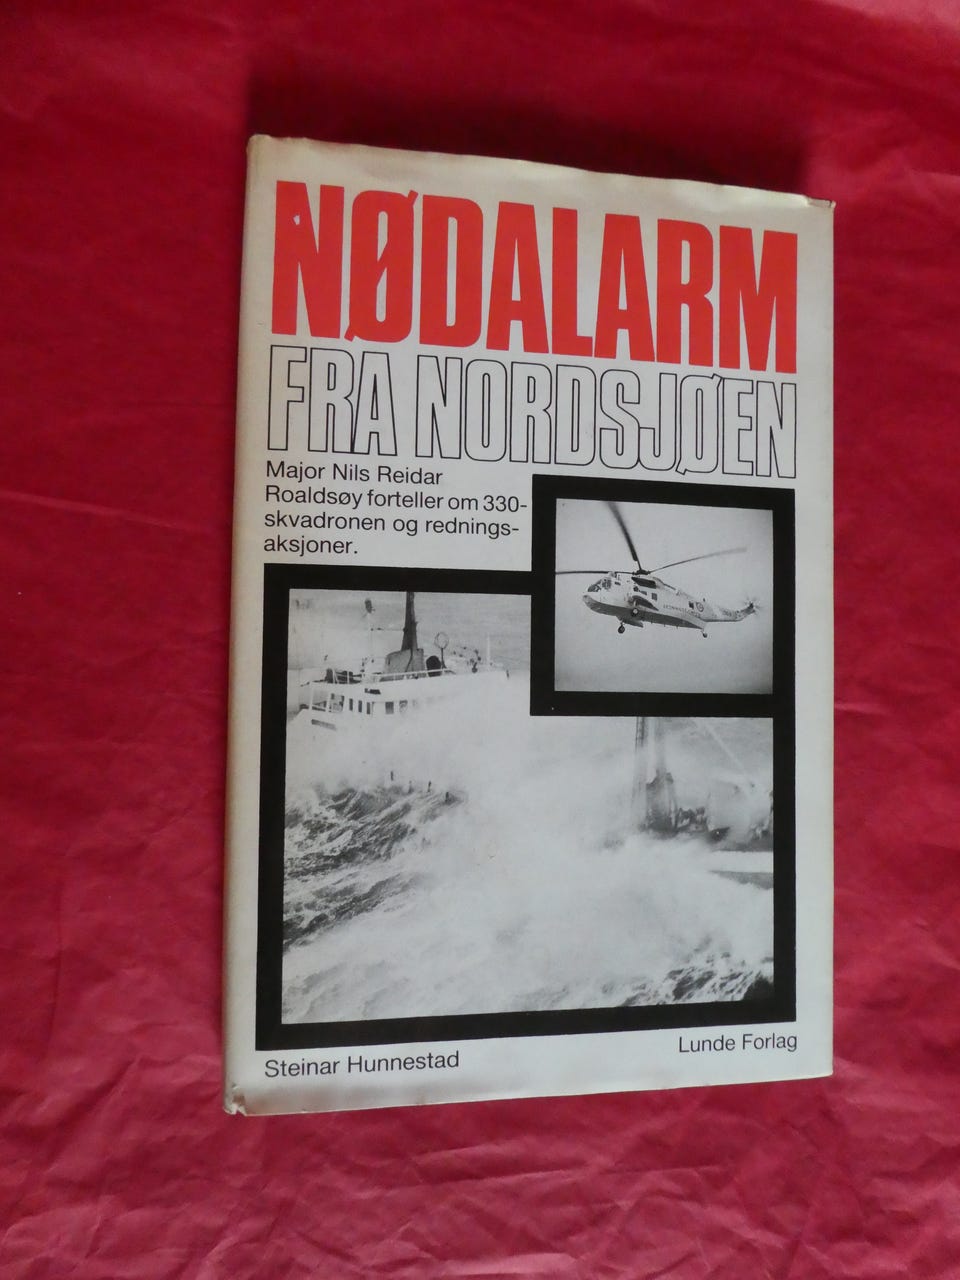 NØDALARM
FRA NORDSJØEN
Major Nils Reidar
Roaldsøy forteller om 330-
skvadronen og rednings-
aksjoner.
Steinar Hunnestad
Lunde Forlag